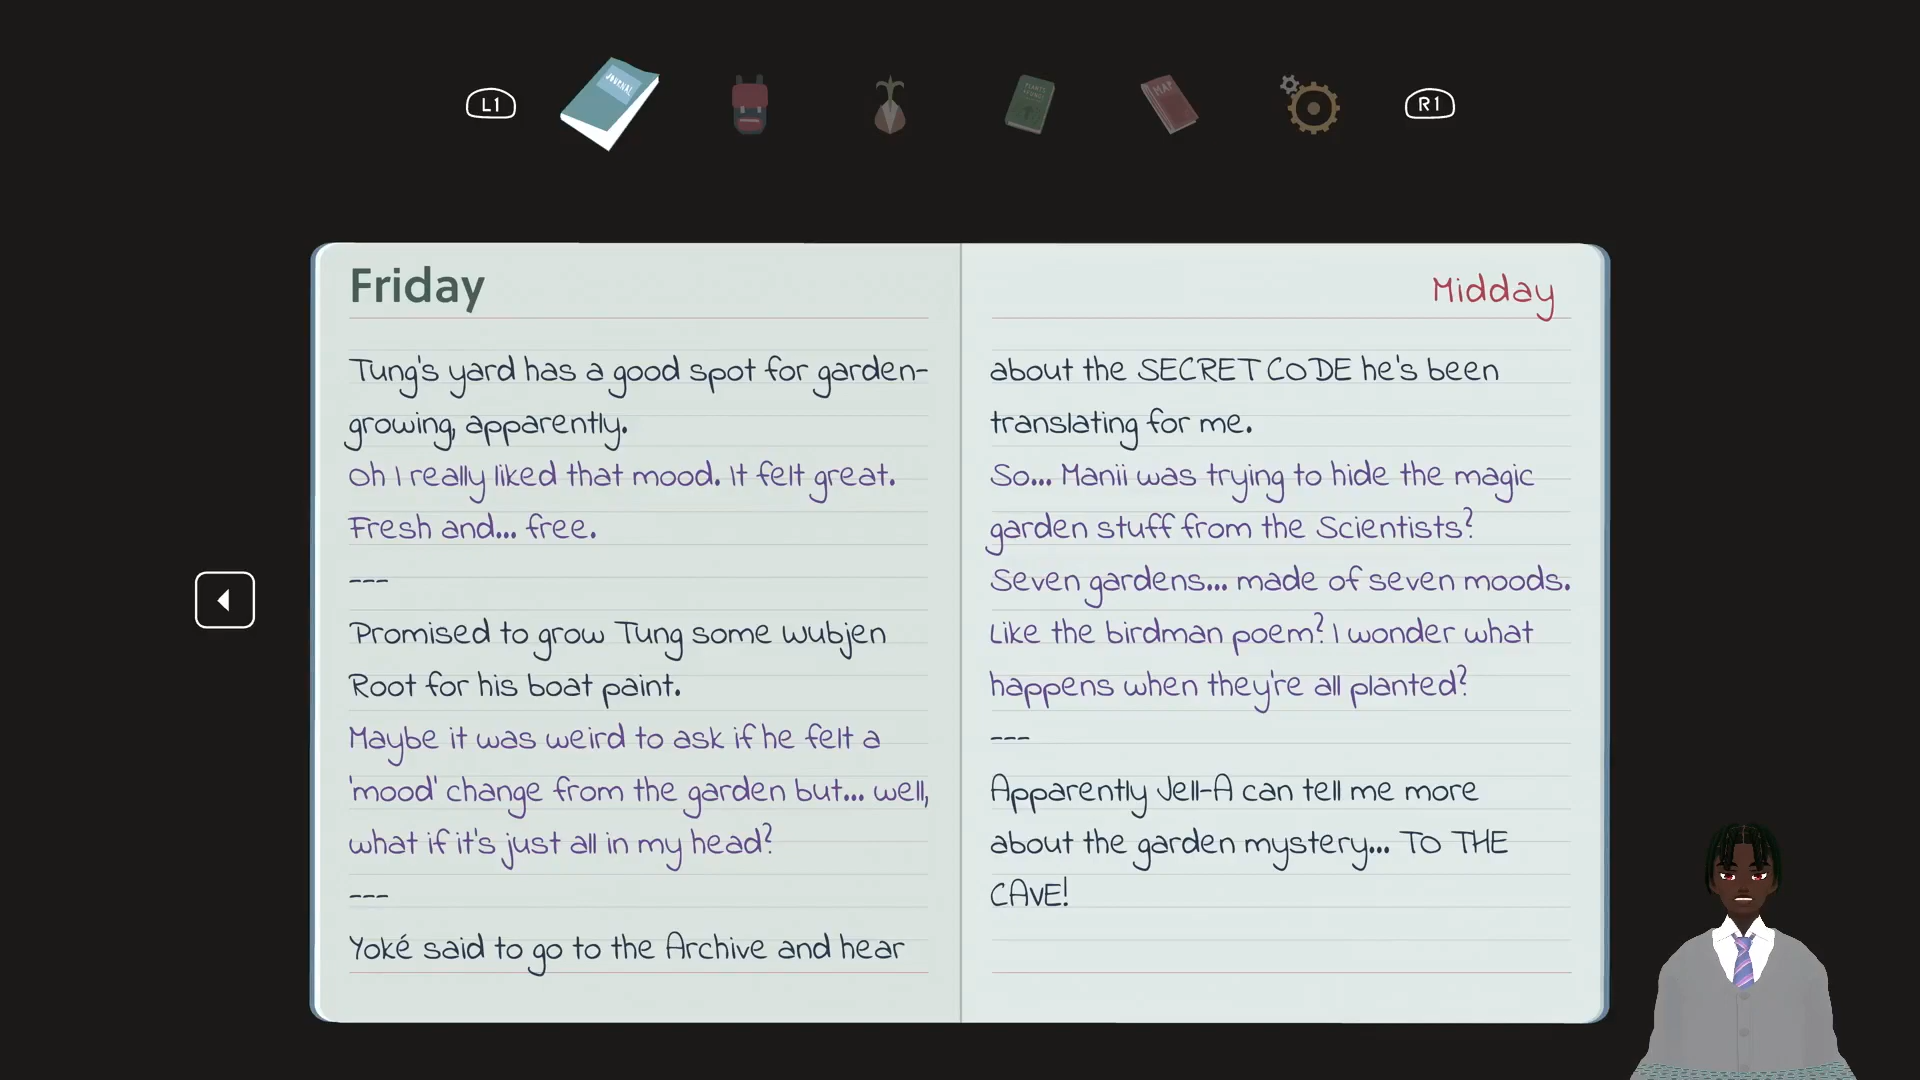 L1
JOURNAL
PLANTS
MAP
R1
Friday
Midday
Tung's yard has a good spot for garden-
growing, apparently.
Oh I really liked that mood. It felt great.
Fresh and... free.
---
Promised to grow Tung some Wubjen
Root for his boat paint.
Maybe it was weird to ask if he felt a
'mood' change from the garden but... well,
what if it's just all in my head?
---
Yoké said to go to the Archive and hear
about the SECRET CODE he's been
translating for me.
So... Manii was trying to hide the magic
garden stuff from the Scientists?
Seven gardens... made of seven moods.
Like the birdman poem? I wonder what
happens when they're all planted?
---
Apparently Jell-A can tell me more
about the garden mystery... TO THE
CAVE!